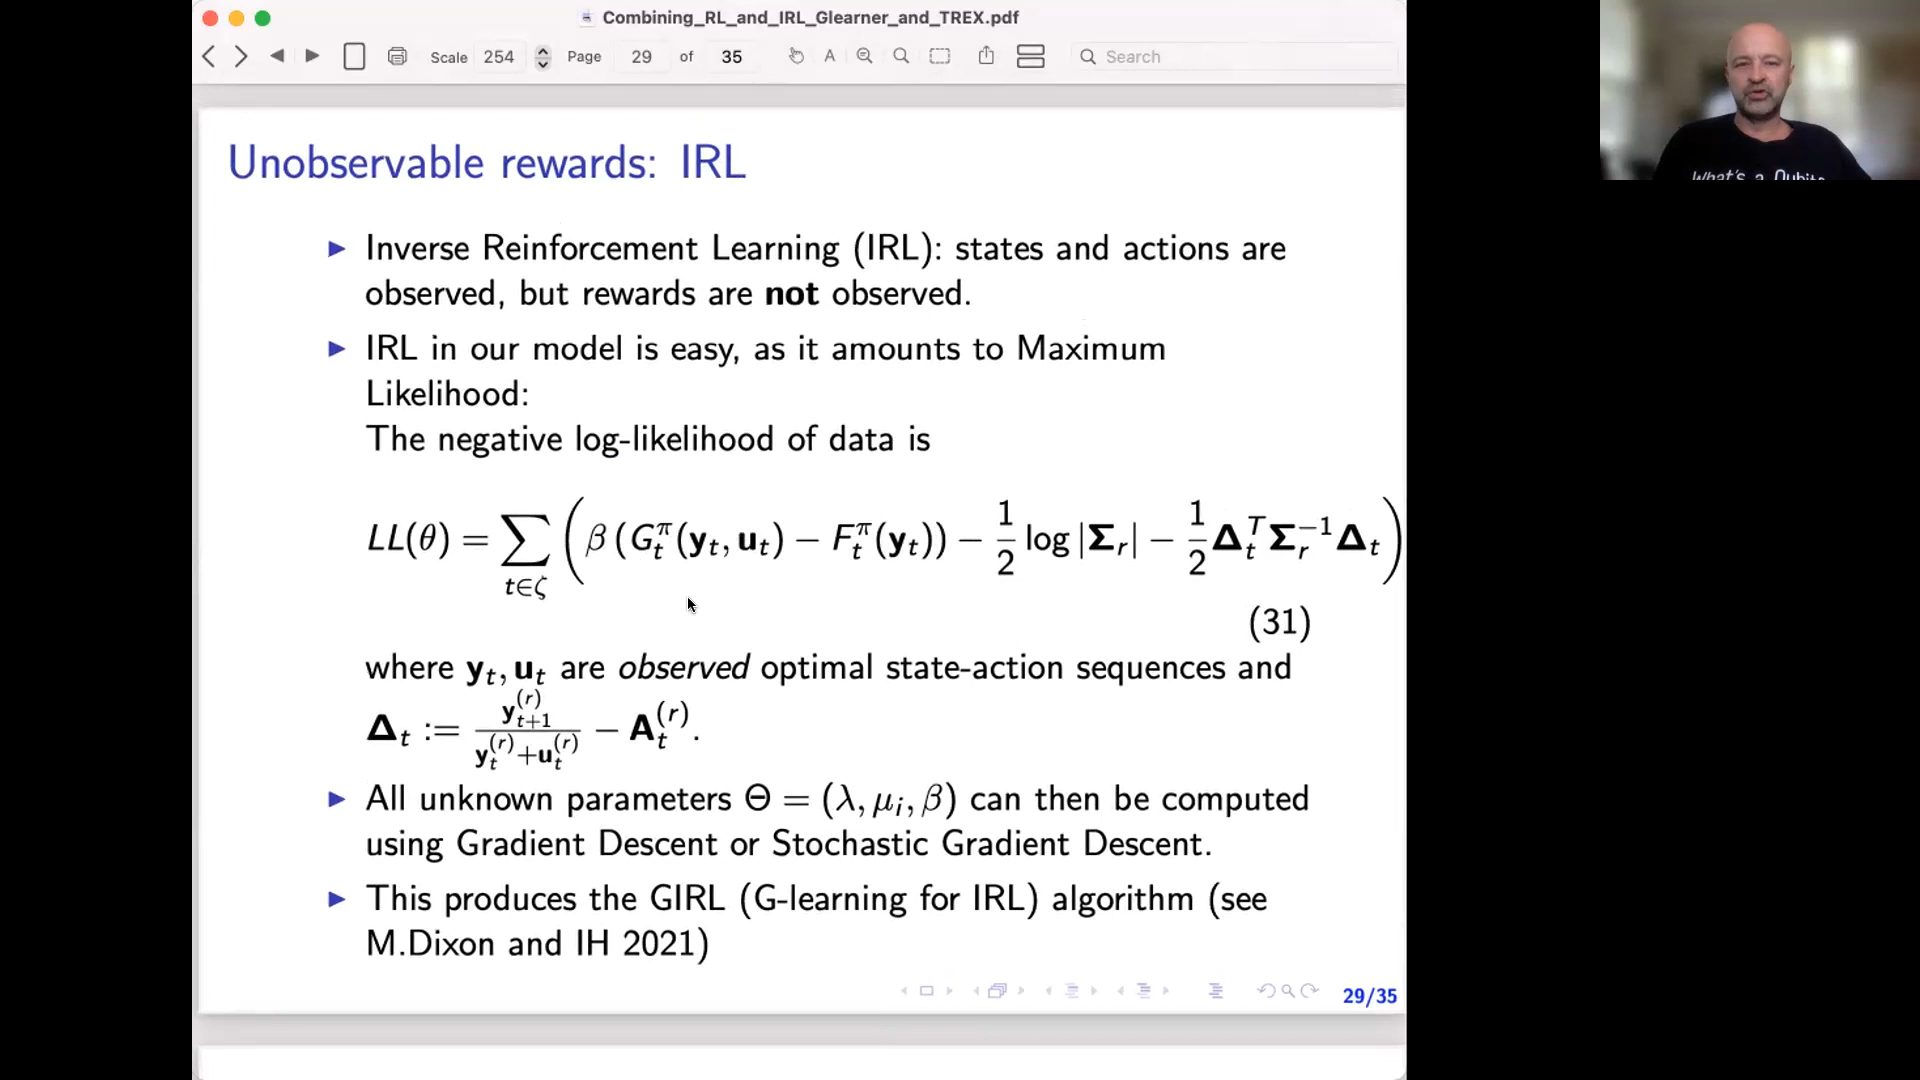 Combining_RL_and_IRL_Glearner_and_TREX.pdf
Scale 254 Page 29 of 35 A Search
Unobservable rewards: IRL
▶ Inverse Reinforcement Learning (IRL): states and actions are
observed, but rewards are not observed.
▶ IRL in our model is easy, as it amounts to Maximum
Likelihood:
The negative log-likelihood of data is
LL(θ) = ∑_{t∈ζ} ( β (G_t^π(y_t, u_t) − F_t^π(y_t)) − 1/2 log |Σ_r| − 1/2 Δ_t^T Σ_r^{−1} Δ_t )
(31)
where y_t, u_t are observed optimal state-action sequences and
Δ_t := y_{t+1}^{(r)} / (y_t^{(r)}+u_t^{(r)}) − A_t^{(r)}.
▶ All unknown parameters Θ = (λ, μ_i, β) can then be computed
using Gradient Descent or Stochastic Gradient Descent.
▶ This produces the GIRL (G-learning for IRL) algorithm (see
M.Dixon and IH 2021)
29/35
What's a Qubit